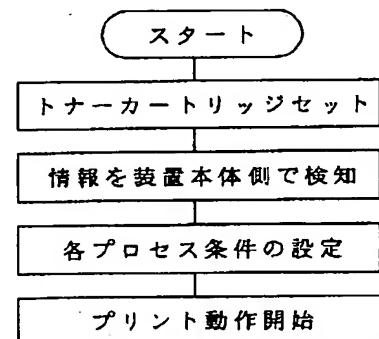 スタート
トナーカートリッジセット
情報を装置本体側で検知
各プロセス条件の設定
プリント動作開始